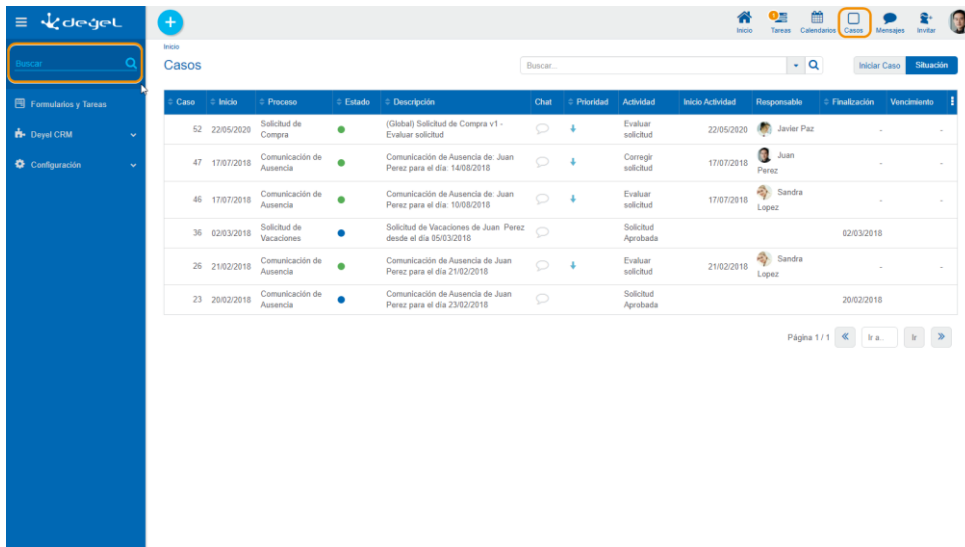 deyel
1
Inicio
Tareas
Calendarios
Casos
Mensajes
Invitar
Inicio
Buscar
Casos
Buscar...
Iniciar Caso
Situación
Formularios y Tareas
Deyel CRM
Configuración
Caso Inicio Proceso Estado Descripción Chat Prioridad Actividad Inicio Actividad Responsable Finalización Vencimiento
52 22/05/2020 Solicitud de Compra (Global) Solicitud de Compra v1 - Evaluar solicitud Evaluar solicitud 22/05/2020 Javier Paz - -
47 17/07/2018 Comunicación de Ausencia Comunicación de Ausencia de: Juan Perez para el día: 14/08/2018 Corregir solicitud 17/07/2018 Juan Perez - -
46 17/07/2018 Comunicación de Ausencia Comunicación de Ausencia de: Juan Perez para el día: 10/08/2018 Evaluar solicitud 17/07/2018 Sandra Lopez - -
36 02/03/2018 Solicitud de Vacaciones Solicitud de Vacaciones de Juan Perez desde el día 05/03/2018 Solicitud Aprobada 02/03/2018
26 21/02/2018 Comunicación de Ausencia Comunicación de Ausencia de Juan Perez para el día 21/02/2018 Evaluar solicitud 21/02/2018 Sandra Lopez - -
23 20/02/2018 Comunicación de Ausencia Comunicación de Ausencia de Juan Perez para el día 23/02/2018 Solicitud Aprobada 20/02/2018
Página 1 / 1 Ir a... Ir